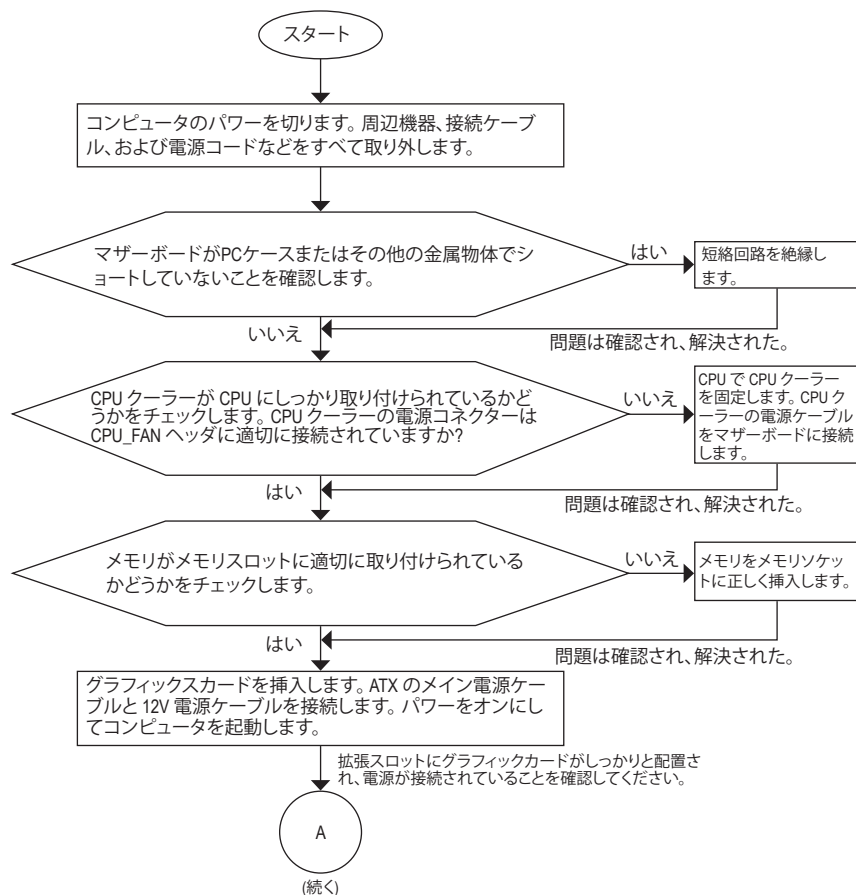 スタート
コンピュータのパワーを切ります。周辺機器、接続ケーブ
ル、および電源コードなどをすべて取り外します。
マザーボードがPCケースまたはその他の金属物体でシ
ョートしていないことを確認します。
はい
短絡回路を絶縁し
ます。
いいえ
問題は確認され、解決された。
CPU クーラーが CPU にしっかり取り付けられているかど
うかをチェックします。CPU クーラーの電源コネクターは
CPU_FAN ヘッダに適切に接続されていますか?
いいえ
CPU で CPU クーラー
を固定します。CPU ク
ーラーの電源ケーブル
をマザーボードに接続
します。
はい
問題は確認され、解決された。
メモリがメモリスロットに適切に取り付けられている
かどうかをチェックします。
いいえ
メモリをメモリソケッ
トに正しく挿入します。
はい
問題は確認され、解決された。
グラフィックスカードを挿入します。ATX のメイン電源ケー
ブルと 12V 電源ケーブルを接続します。パワーをオンにし
てコンピュータを起動します。
拡張スロットにグラフィックカードがしっかりと配置さ
れ、電源が接続されていることを確認してください。
A
(続く)